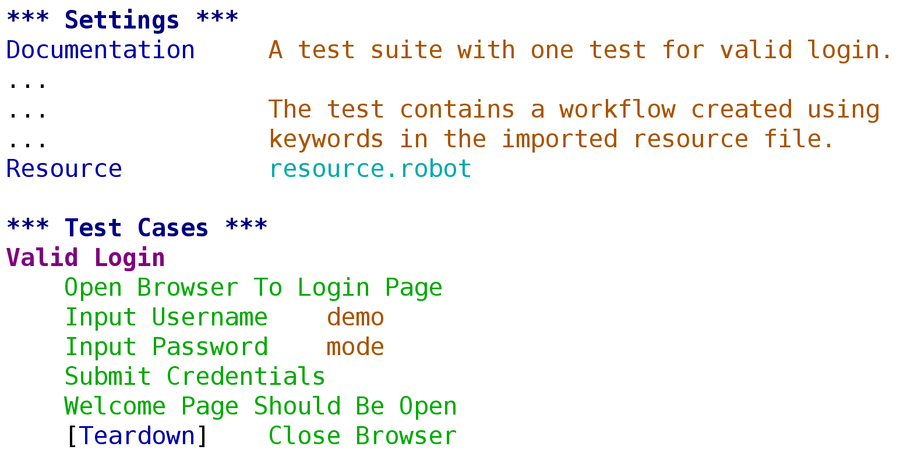 *** Settings ***
Documentation     A test suite with one test for valid login.
...
...               The test contains a workflow created using
...               keywords in the imported resource file.
Resource          resource.robot

*** Test Cases ***
Valid Login
    Open Browser To Login Page
    Input Username    demo
    Input Password    mode
    Submit Credentials
    Welcome Page Should Be Open
    [Teardown]    Close Browser